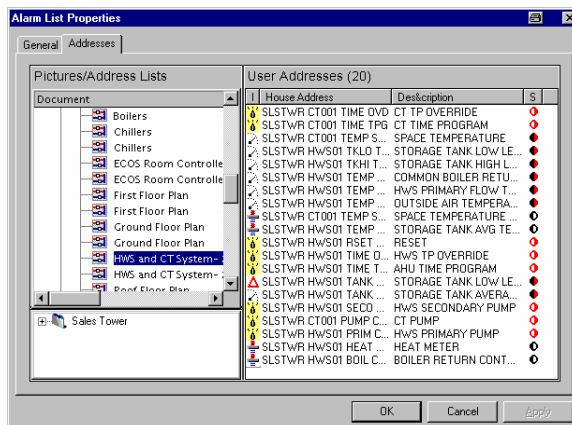 Alarm List Properties
General
Addresses
Pictures/Address Lists
Document
Boilers
Chillers
Chillers
ECOS Room Controlle
ECOS Room Controlle
First Floor Plan
First Floor Plan
Ground Floor Plan
Ground Floor Plan
HWS and CT System-
HWS and CT System-
Roof Floor Plan
Sales Tower
User Addresses (20)
I House Address Des&cription S
SLSTWR CT001 TIME OVD CT TP OVERRIDE
SLSTWR CT001 TIME TPG CT TIME PROGRAM
SLSTWR CT001 TEMP S... SPACE TEMPERATURE
SLSTWR HWS01 TKLO T... STORAGE TANK LOW LE...
SLSTWR HWS01 TKHI T... STORAGE TANK HIGH L...
SLSTWR HWS01 TEMP ... COMMON BOILER RETU...
SLSTWR HWS01 TEMP ... HWS PRIMARY FLOW T...
SLSTWR HWS01 TEMP ... OUTSIDE AIR TEMPERA...
SLSTWR CT001 TEMP S... SPACE TEMPERATURE ...
SLSTWR HWS01 TEMP ... STORAGE TANK AVG TE...
SLSTWR HWS01 RSET ... RESET
SLSTWR HWS01 TIME O... HWS TP OVERRIDE
SLSTWR HWS01 TIME T... AHU TIME PROGRAM
SLSTWR HWS01 TANK ... STORAGE TANK LOW LE...
SLSTWR HWS01 TANK ... STORAGE TANK AVERA...
SLSTWR HWS01 SECO ... HWS SECONDARY PUMP
SLSTWR CT001 PUMP C... CT PUMP
SLSTWR HWS01 PRIM C... HWS PRIMARY PUMP
SLSTWR HWS01 HEAT ... HEAT METER
SLSTWR HWS01 BOIL C... BOILER RETURN CONT...
OK
Cancel
Apply